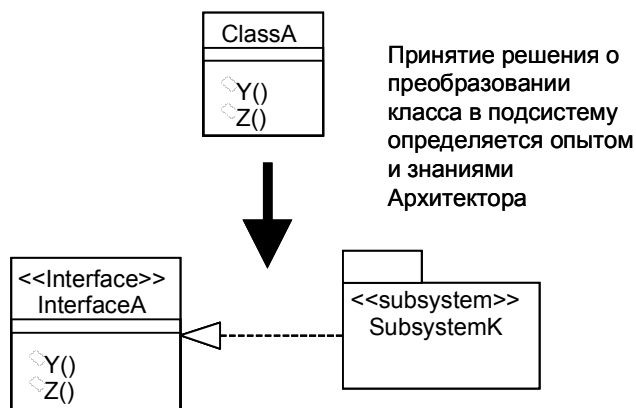 ClassA
Y()
Z()
Принятие решения о
преобразовании
класса в подсистему
определяется опытом
и знаниями
Архитектора
<<Interface>>
InterfaceA
Y()
Z()
<<subsystem>>
SubsystemK